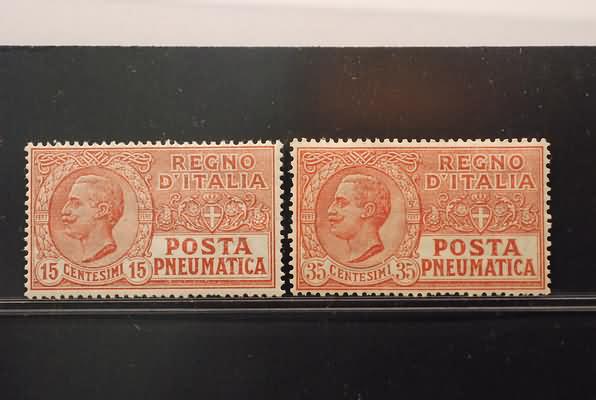 REGNO
D'ITALIA
POSTA
PNEUMATICA
15 CENTESIMI 15
REGNO
D'ITALIA
POSTA
PNEUMATICA
35 CENTESIMI 35